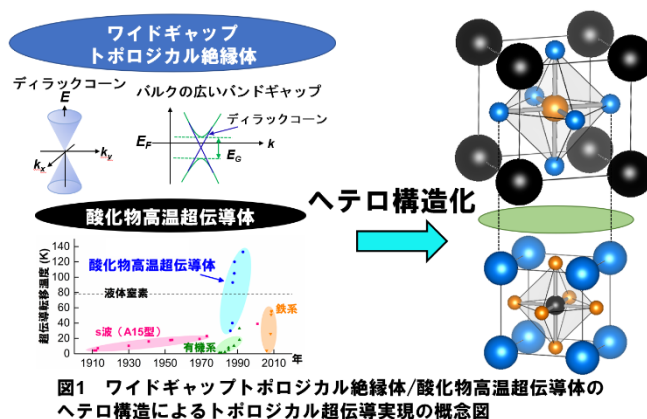 ワイドギャップ
トポロジカル絶縁体
ディラックコーン
バルクの広いバンドギャップ
E
ディラックコーン
E_F
k
E_G
k_x
k_y
酸化物高温超伝導体
ヘテロ構造化
超伝導転移温度(K)
140
120
100
80
60
40
20
0
酸化物高温超伝導体
液体窒素
鉄系
s波(A15型)
有機系
1910
1930
1950
1970
1990
2010
年
図1 ワイドギャップトポロジカル絶縁体/酸化物高温超伝導体の
ヘテロ構造によるトポロジカル超伝導実現の概念図